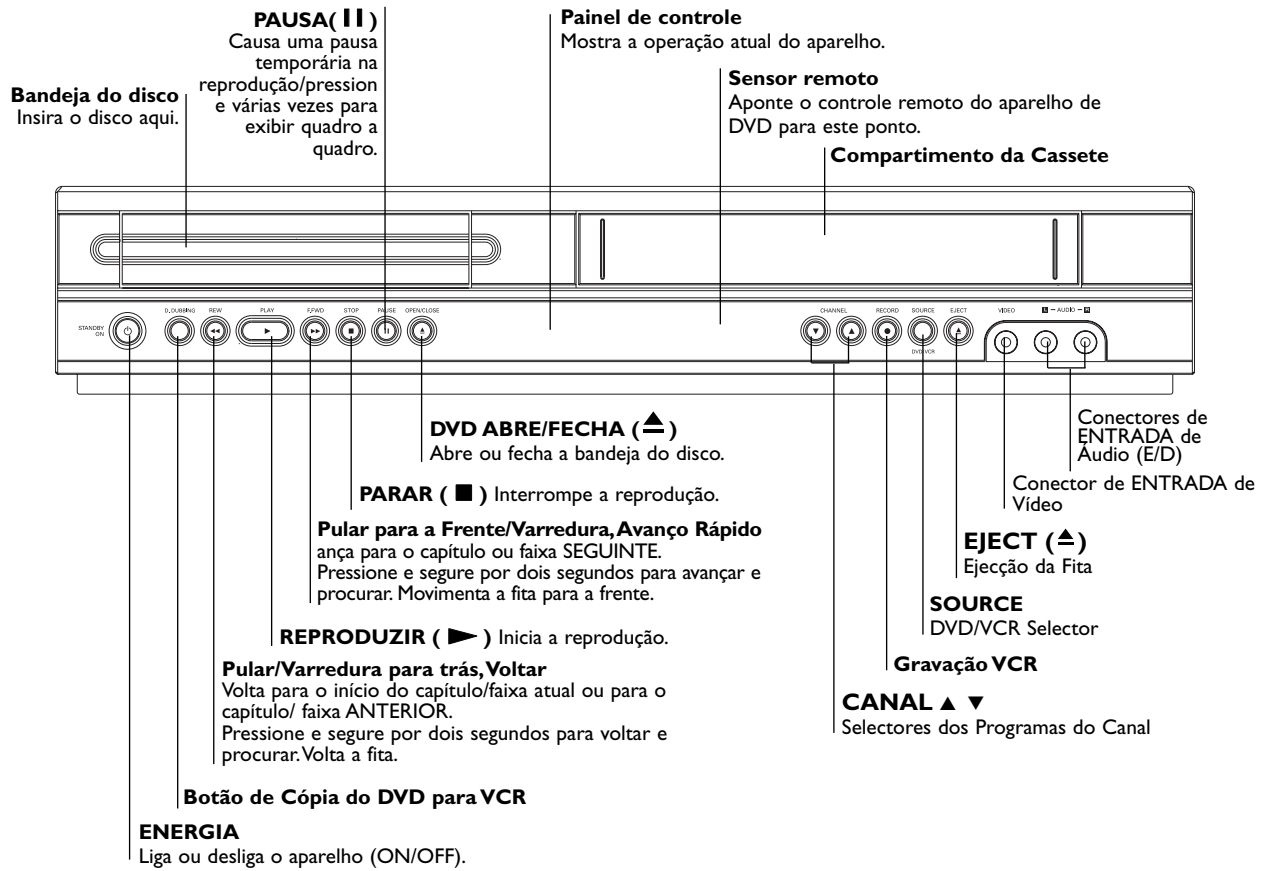 PAUSA( II )
Causa uma pausa
temporária na
reprodução/pression
e várias vezes para
exibir quadro a
quadro.
Painel de controle
Mostra a operação atual do aparelho.
Sensor remoto
Aponte o controle remoto do aparelho de
DVD para este ponto.
Bandeja do disco
Insira o disco aqui.
Compartimento da Cassete
STANDBY
ON
D.DUBBING
REW
PLAY
F.FWD
STOP
PAUSE
OPEN/CLOSE
CHANNEL
RECORD
SOURCE
DVD/VCR
EJECT
VIDEO
L – AUDIO – R
DVD ABRE/FECHA (⏏)
Abre ou fecha a bandeja do disco.
Conectores de
ENTRADA de
Áudio (E/D)
Conector de ENTRADA de
Vídeo
PARAR ( ■ ) Interrompe a reprodução.
Pular para a Frente/Varredura, Avanço Rápido
ança para o capítulo ou faixa SEGUINTE.
Pressione e segure por dois segundos para avançar e
procurar. Movimenta a fita para a frente.
EJECT (⏏)
Ejecção da Fita
SOURCE
DVD/VCR Selector
REPRODUZIR ( ► ) Inicia a reprodução.
Gravação VCR
Pular/Varredura para trás, Voltar
Volta para o início do capítulo/faixa atual ou para o
capítulo/ faixa ANTERIOR.
Pressione e segure por dois segundos para voltar e
procurar. Volta a fita.
CANAL ▲ ▼
Selectores dos Programas do Canal
Botão de Cópia do DVD para VCR
ENERGIA
Liga ou desliga o aparelho (ON/OFF).